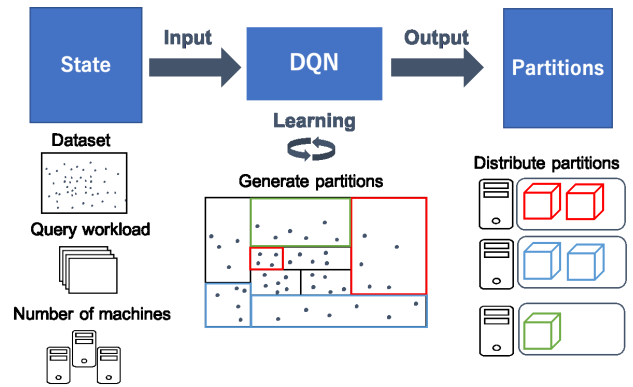 State
Input
DQN
Output
Partitions
Learning
Dataset
Query workload
Number of machines
Generate partitions
Distribute partitions